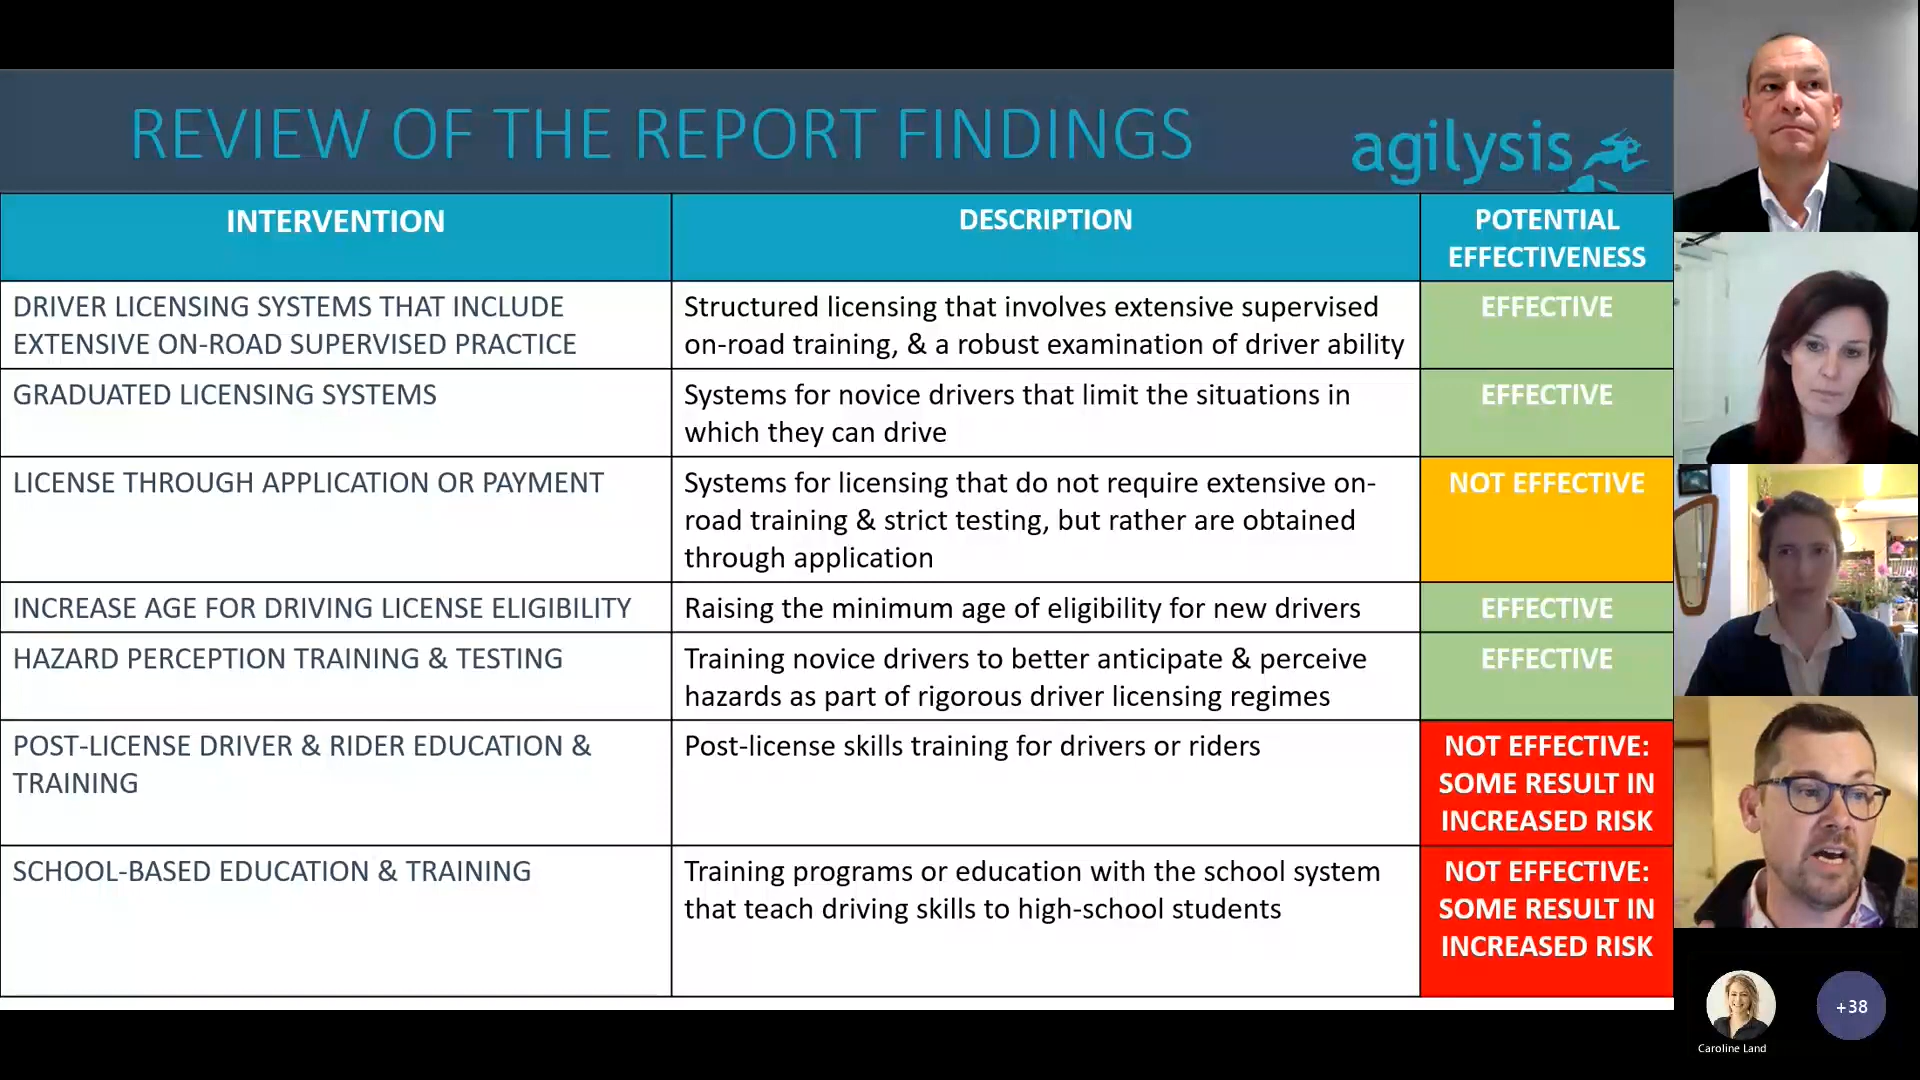 REVIEW OF THE REPORT FINDINGS
agilysis
INTERVENTION
DESCRIPTION
POTENTIAL
EFFECTIVENESS
DRIVER LICENSING SYSTEMS THAT INCLUDE
EXTENSIVE ON-ROAD SUPERVISED PRACTICE
Structured licensing that involves extensive supervised
on-road training, & a robust examination of driver ability
EFFECTIVE
GRADUATED LICENSING SYSTEMS
Systems for novice drivers that limit the situations in
which they can drive
EFFECTIVE
LICENSE THROUGH APPLICATION OR PAYMENT
Systems for licensing that do not require extensive on-
road training & strict testing, but rather are obtained
through application
NOT EFFECTIVE
INCREASE AGE FOR DRIVING LICENSE ELIGIBILITY
Raising the minimum age of eligibility for new drivers
EFFECTIVE
HAZARD PERCEPTION TRAINING & TESTING
Training novice drivers to better anticipate & perceive
hazards as part of rigorous driver licensing regimes
EFFECTIVE
POST-LICENSE DRIVER & RIDER EDUCATION &
TRAINING
Post-license skills training for drivers or riders
NOT EFFECTIVE:
SOME RESULT IN
INCREASED RISK
SCHOOL-BASED EDUCATION & TRAINING
Training programs or education with the school system
that teach driving skills to high-school students
NOT EFFECTIVE:
SOME RESULT IN
INCREASED RISK
+38
Caroline Land